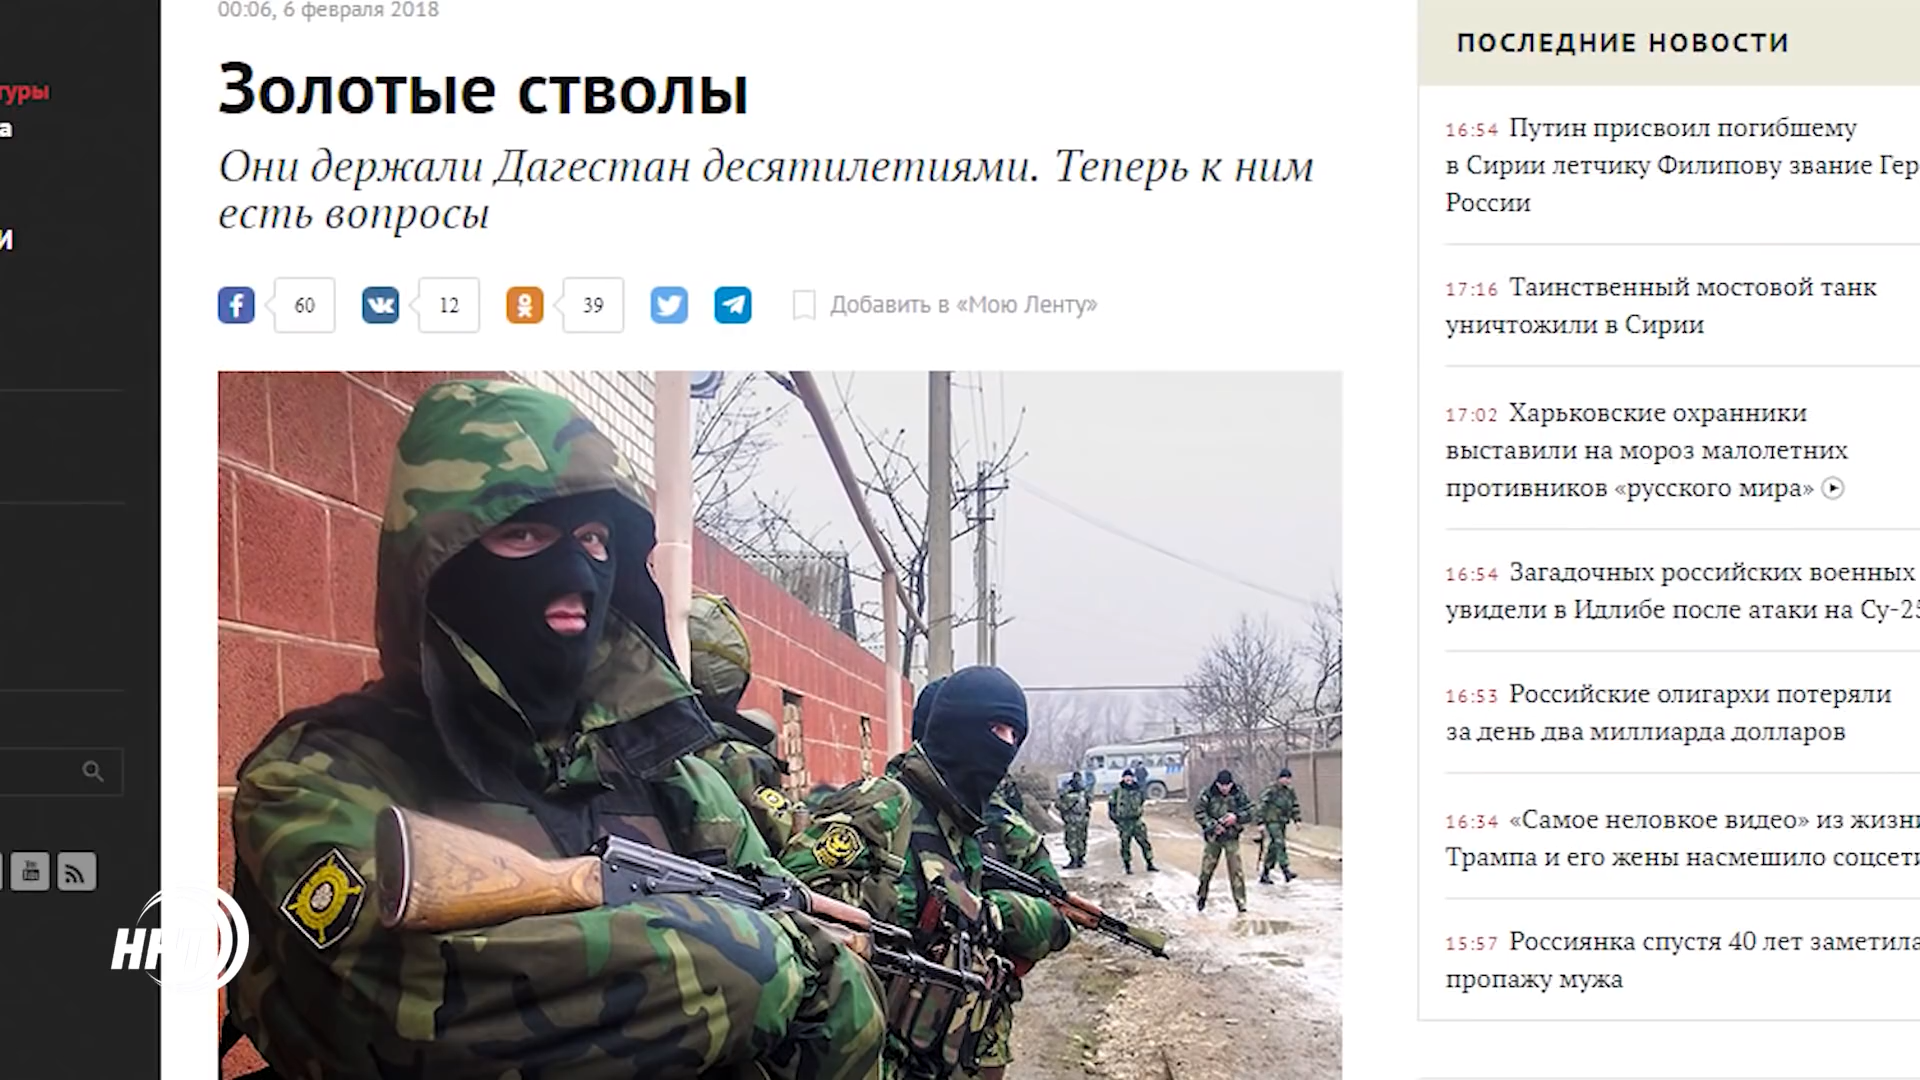 00:06, 6 февраля 2018
Золотые стволы
Они держали Дагестан десятилетиями. Теперь к ним
есть вопросы
60
12
39
Добавить в «Мою Ленту»
туры
а
и
ПОСЛЕДНИЕ НОВОСТИ
16:54 Путин присвоил погибшему
в Сирии летчику Филипову звание Гер
России
17:16 Таинственный мостовой танк
уничтожили в Сирии
17:02 Харьковские охранники
выставили на мороз малолетних
противников «русского мира»
16:54 Загадочных российских военных
увидели в Идлибе после атаки на Су-25
16:53 Российские олигархи потеряли
за день два миллиарда долларов
16:34 «Самое неловкое видео» из жизни
Трампа и его жены насмешило соцсети
15:57 Россиянка спустя 40 лет заметила
пропажу мужа
ННТ